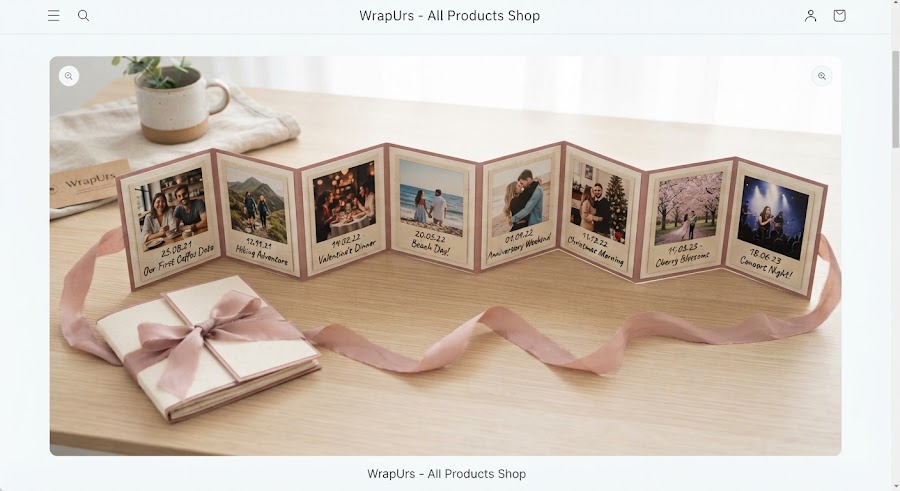 WrapUrs - All Products Shop
WrapUrs
23.08.21
Our First Coffee Date
12.11.21
Hiking Adventure
14.02.22
Valentine's Dinner
20.05.22
Beach Day!
01.09.22
Anniversary Weekend
11.12.22
Christmas Morning
15.03.23
Cherry Blossoms
18.06.23
Concert Night!
WrapUrs - All Products Shop